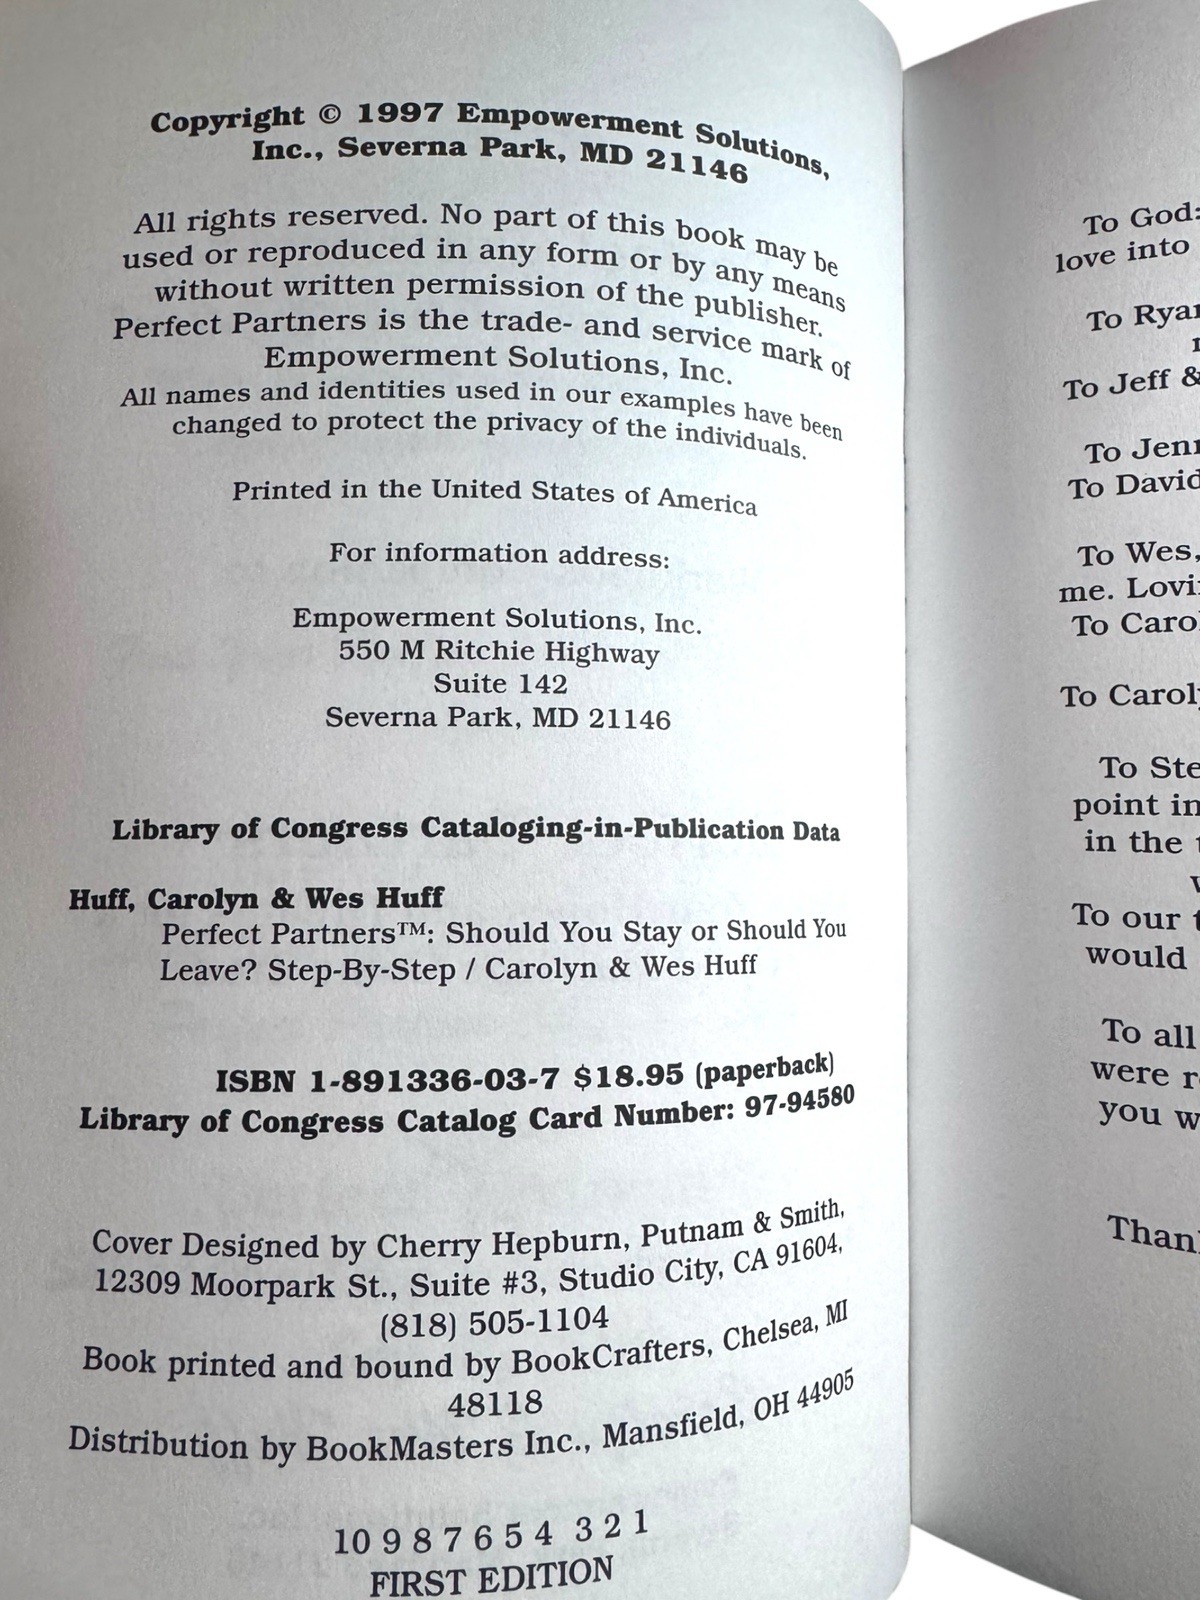 Copyright © 1997 Empowerment Solutions,
Inc., Severna Park, MD 21146
All rights reserved. No part of this book may be
used or reproduced in any form or by any means
without written permission of the publisher.
Perfect Partners is the trade- and service mark of
Empowerment Solutions, Inc.
All names and identities used in our examples have been
changed to protect the privacy of the individuals.
Printed in the United States of America
For information address:
Empowerment Solutions, Inc.
550 M Ritchie Highway
Suite 142
Severna Park, MD 21146
Library of Congress Cataloging-in-Publication Data
Huff, Carolyn & Wes Huff
Perfect Partners™: Should You Stay or Should You
Leave? Step-By-Step / Carolyn & Wes Huff
ISBN 1-891336-03-7 $18.95 (paperback)
Library of Congress Catalog Card Number: 97-94580
Cover Designed by Cherry Hepburn, Putnam & Smith,
12309 Moorpark St., Suite #3, Studio City, CA 91604,
(818) 505-1104
Book printed and bound by BookCrafters, Chelsea, MI
48118
Distribution by BookMasters Inc., Mansfield, OH 44905
10 9 8 7 6 5 4 3 2 1
FIRST EDITION
To God:
love into
To
To Jeff &
To
To David
To Wes,
me.
To
To
To
point in
in the
To our
would
To all
were
you